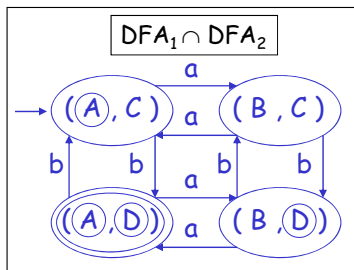 DFA₁ ∩ DFA₂
a
(A, C) (B, C)
a
b b b b
a
(A, D) (B, D)
a